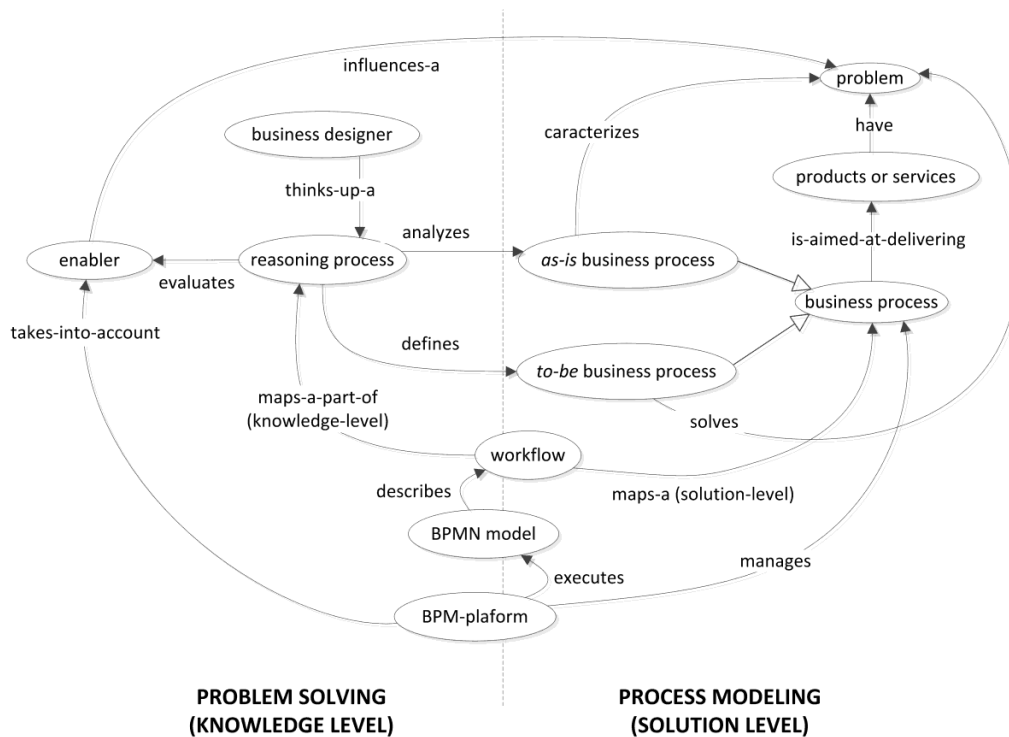 influences-a
problem
caracterizes
have
business designer
products or services
thinks-up-a
analyzes
is-aimed-at-delivering
enabler
reasoning process
as-is business process
evaluates
business process
takes-into-account
defines
to-be business process
maps-a-part-of
(knowledge-level)
solves
workflow
describes
maps-a (solution-level)
BPMN model
manages
executes
BPM-plaform
PROBLEM SOLVING
(KNOWLEDGE LEVEL)
PROCESS MODELING
(SOLUTION LEVEL)